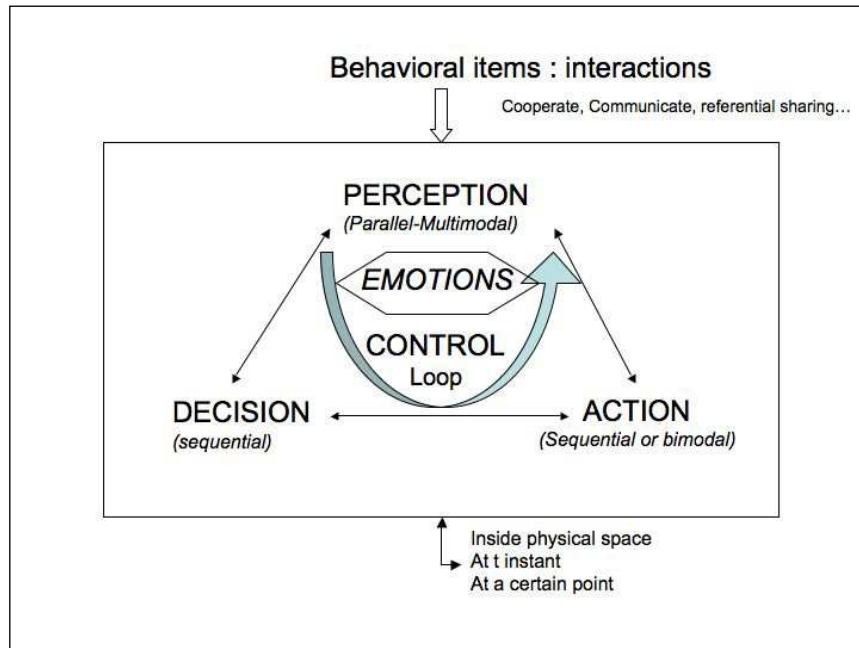 Behavioral items : interactions
Cooperate, Communicate, referential sharing...
PERCEPTION
(Parallel-Multimodal)
EMOTIONS
CONTROL
Loop
DECISION
(sequential)
ACTION
(Sequential or bimodal)
Inside physical space
At t instant
At a certain point